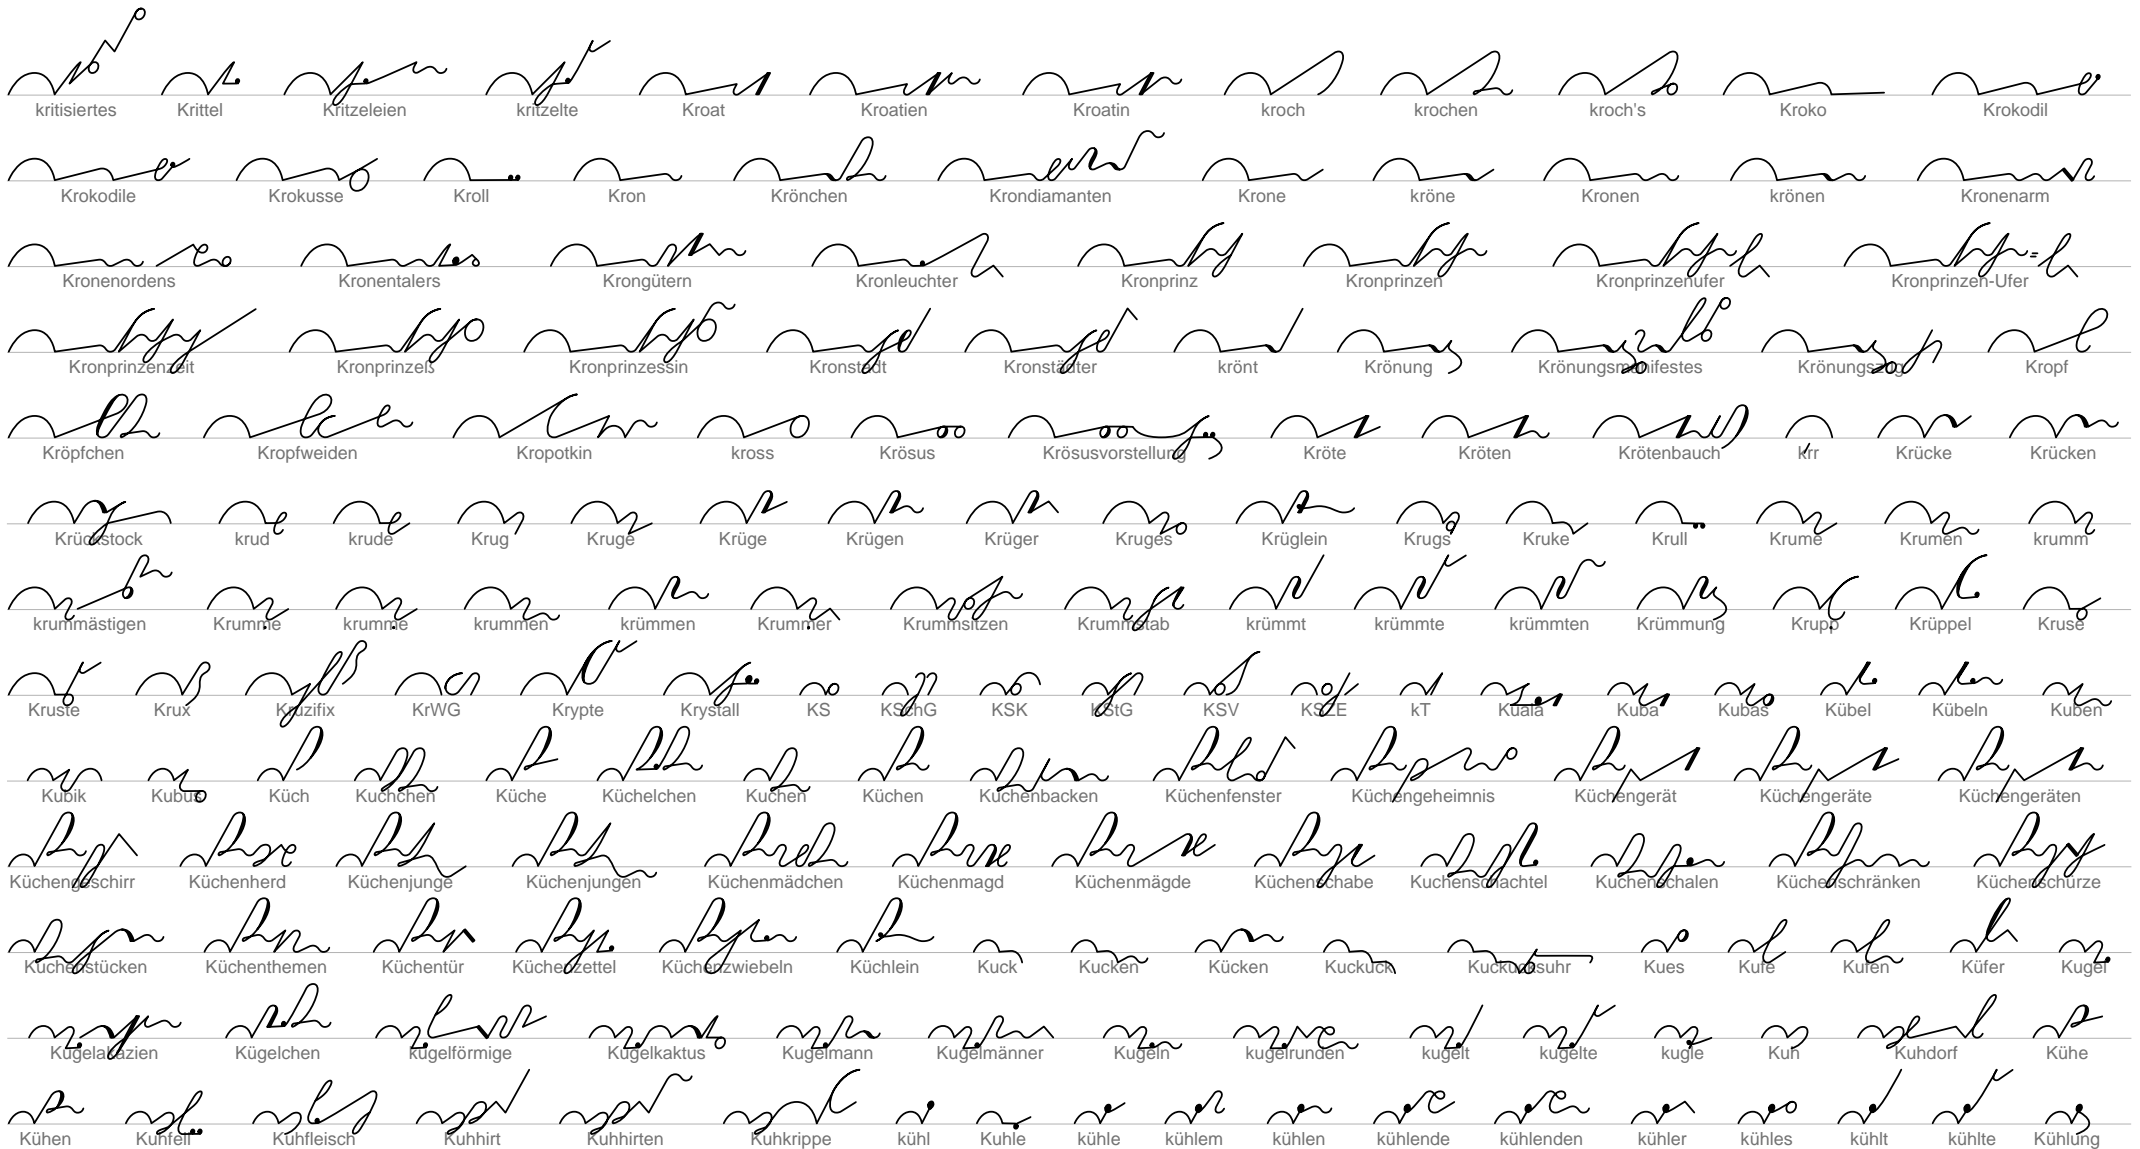 kritisiertes Krittel Kritzeleien kritzelte Kroat Kroatien Kroatin kroch krochen kroch's Kroko Krokodil
Krokodile Krokusse Kroll Kron Krönchen Krondiamanten Krone kröne Kronen krönen Kronenarm
Kronenordens Kronentalers Krongütern Kronleuchter Kronprinz Kronprinzen Kronprinzenufer Kronprinzen-Ufer
Kronprinzenzeit Kronprinzeß Kronprinzessin Kronstadt Kronstädter krönt Krönung Krönungsmanifestes Krönungszug Kropf
Kröpfchen Kropfweiden Kropotkin kross Krösus Krösusvorstellung Kröte Kröten Krötenbauch krr Krücke Krücken
Krückstock krud krude Krug Kruge Krüge Krügen Krüger Kruges Krüglein Krugs Kruke Krull Krume Krumen krumm
krummästigen Krumme krumme krummen krümmen Krummer Krummsitzen Krummstab krümmt krümmte krümmten Krümmung Krupp Krüppel Kruse
Kruste Krux Kruzifix KrWG Krypte Krystall KS KSchG KSK KStG KSV KSZE kT Kuala Kuba Kubas Kübel Kübeln Kuben
Kubik Kubus Küch Kuchchen Küche Küchelchen Kuchen Küchen Kuchenbacken Küchenfenster Küchengeheimnis Küchengerät Küchengeräte Küchengeräten
Küchengeschirr Küchenherd Küchenjunge Küchenjungen Küchenmädchen Küchenmagd Küchenmägde Küchenschabe Kuchenschachtel Kuchenschalen Küchenschränken Küchenschürze
Kuchenstücken Küchenthemen Küchentür Küchenzettel Küchenzwiebeln Küchlein Kuck Kucken Kücken Kuckuck Kuckucksuhr Kues Kufe Kufen Küfer Kugel
Kugelakazien Kügelchen kugelförmige Kugelkaktus Kugelmann Kugelmänner Kugeln kugelrunden kugelt kugelte kugle Kuh Kuhdorf Kühe
Kühen Kuhfell Kuhfleisch Kuhhirt Kuhhirten Kuhkrippe kühl Kuhle kühle kühlem kühlen kühlende kühlenden kühler kühles kühlt kühlte Kühlung